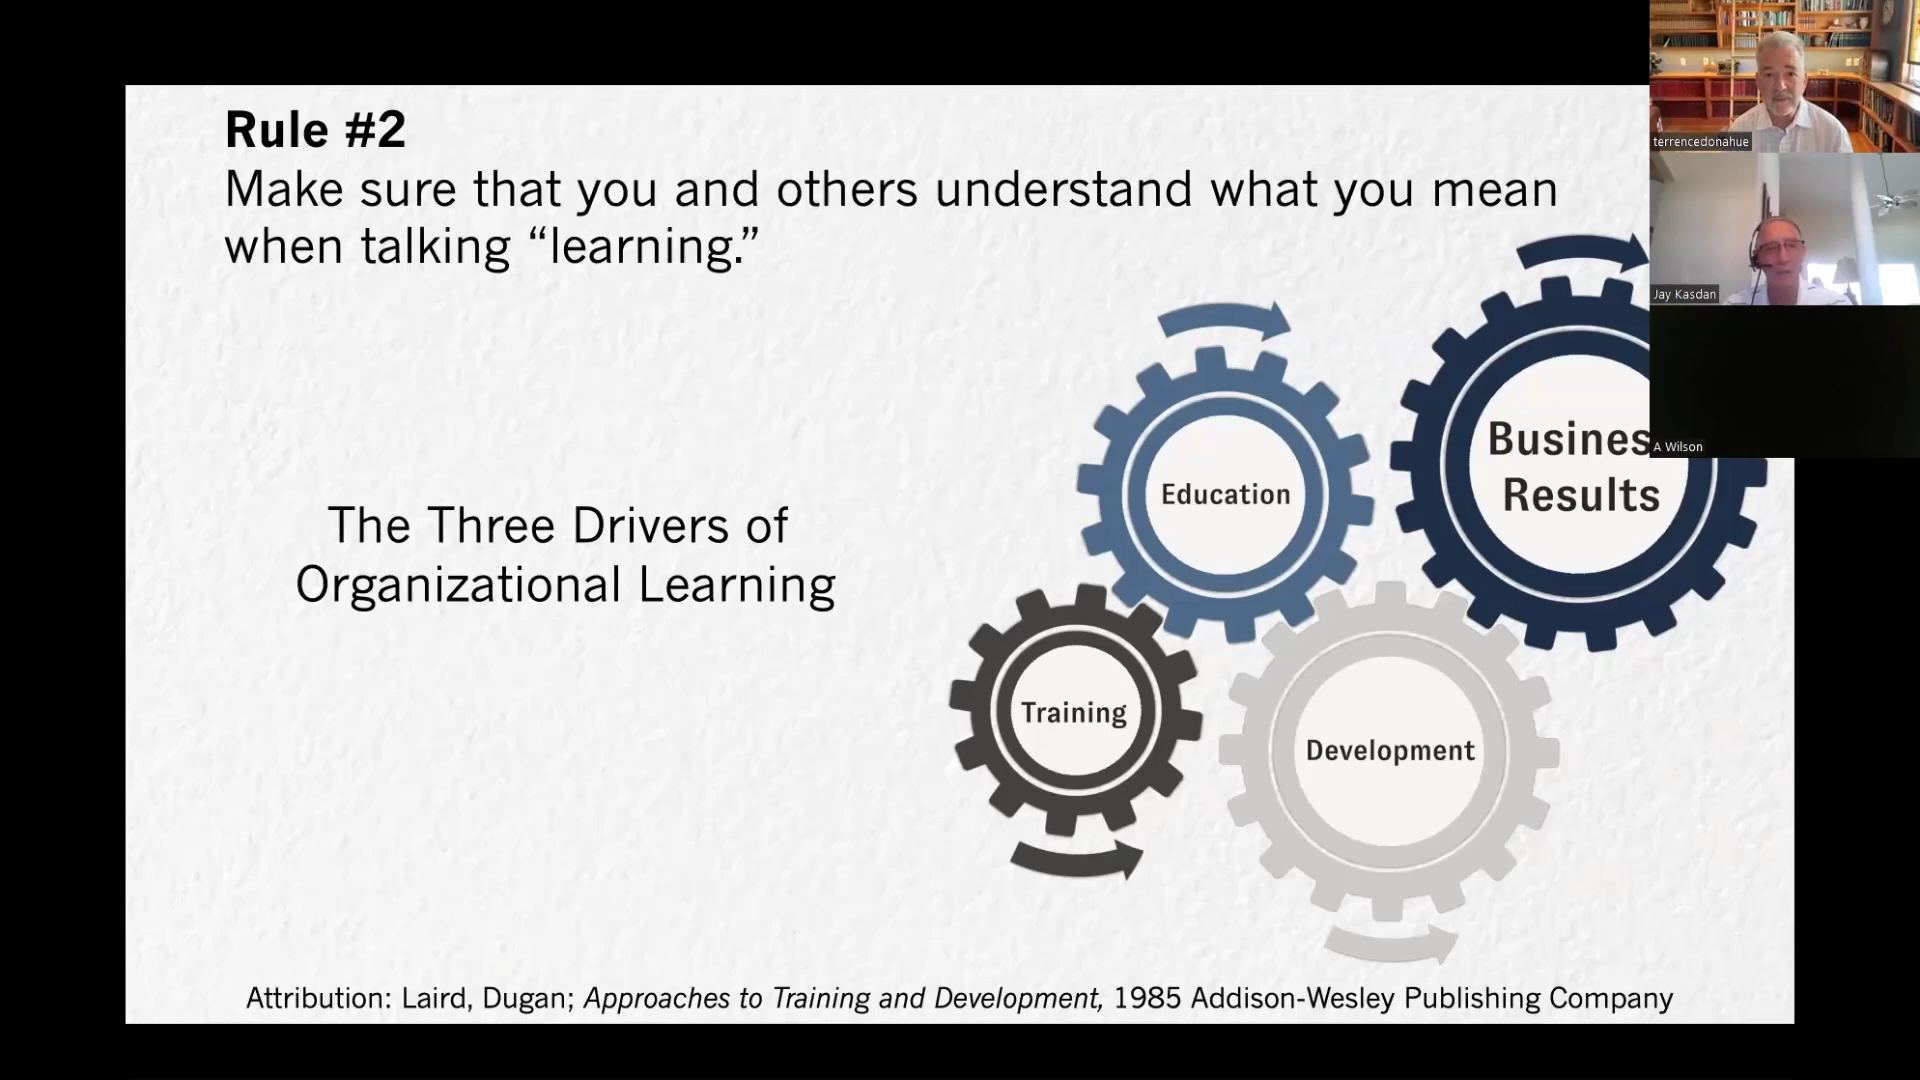 Rule #2
Make sure that you and others understand what you mean
when talking “learning.”
The Three Drivers of
Organizational Learning
Education
Busines
Results
Training
Development
Attribution: Laird, Dugan; Approaches to Training and Development, 1985 Addison-Wesley Publishing Company
terrencedonahue
Jay Kasdan
A Wilson